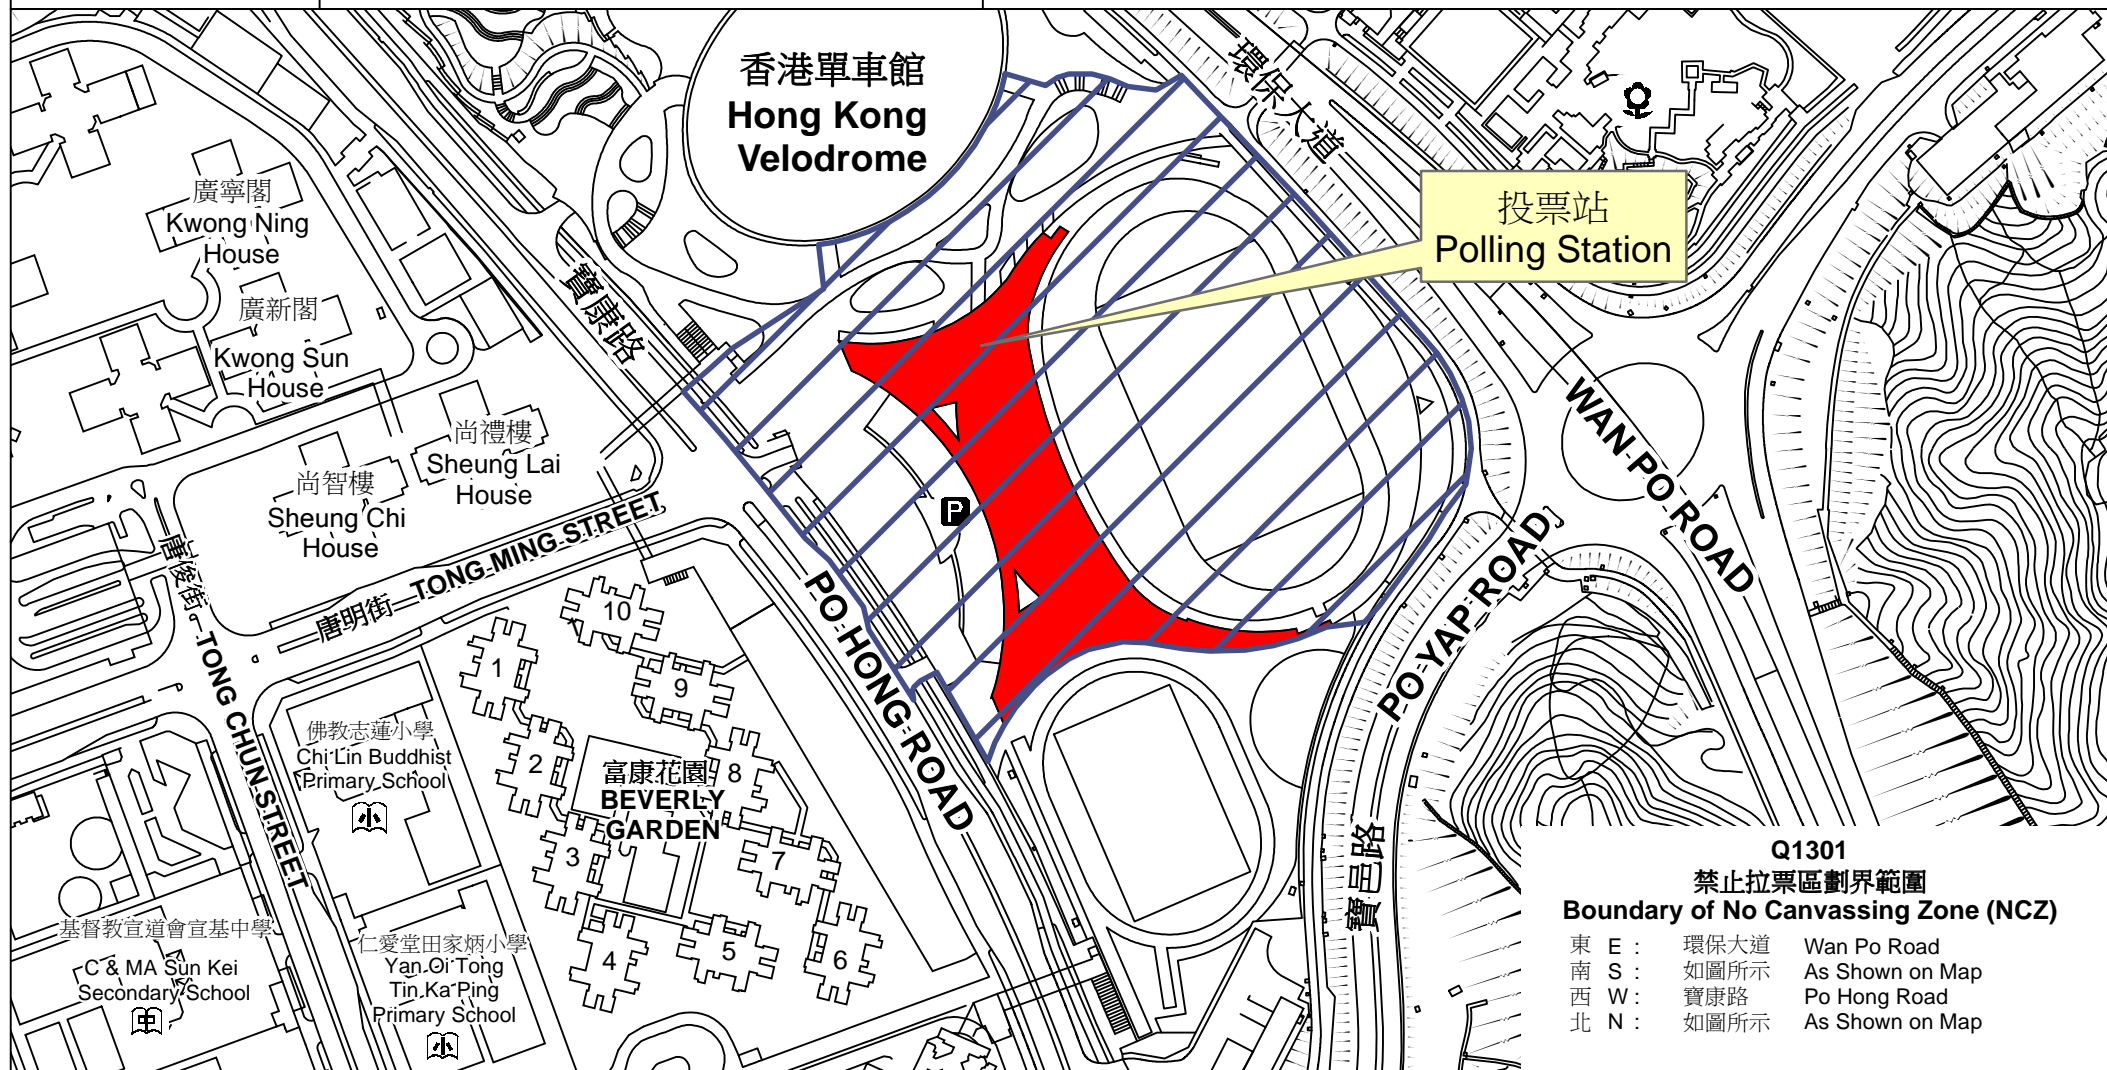 香港單車館
Hong Kong
Velodrome
環保大道
投票站
Polling Station
廣寧閣
Kwong Ning
House
廣新閣
Kwong Sun
House
寶康路
尚禮樓
Sheung Lai
House
尚智樓
Sheung Chi
House
唐俊街
TONG CHUN STREET
唐明街
TONG MING STREET
P
PO HONG ROAD
WAN PO ROAD
PO YAP ROAD
寶邑路
10
1
9
2
8
富康花園
BEVERLY
GARDEN
3
7
4
5
6
佛教志蓮小學
Chi Lin Buddhist
Primary School
小
基督教宣道會宣基中學
C & MA Sun Kei
Secondary School
中
仁愛堂田家炳小學
Yan Oi Tong
Tin Ka Ping
Primary School
小
Q1301
禁止拉票區劃界範圍
Boundary of No Canvassing Zone (NCZ)
東 E : 環保大道 Wan Po Road
南 S : 如圖所示 As Shown on Map
西 W : 寶康路 Po Hong Road
北 N : 如圖所示 As Shown on Map